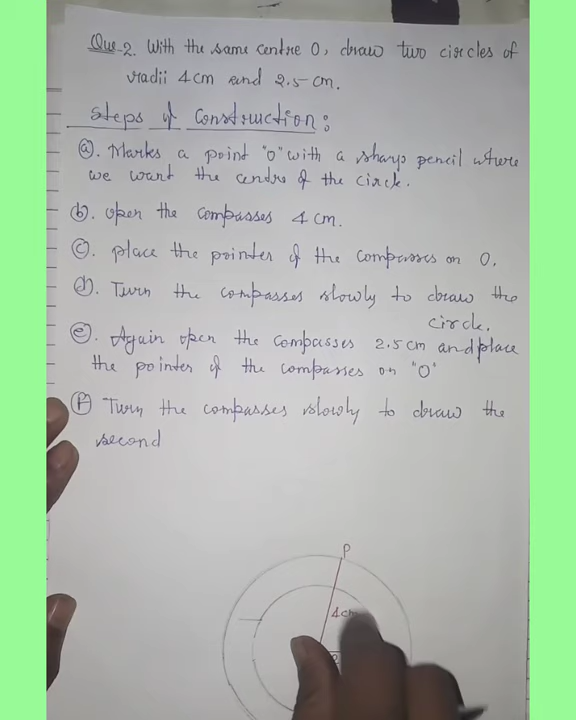 Que-2. With the same centre O, draw two circles of
radii 4cm and 2.5 cm.
Steps of Construction:
(a). Marks a point "O" with a sharp pencil where
we want the centre of the circle.
(b). open the compasses 4 cm.
(c). place the pointer of the compasses on O.
(d). Turn the compasses slowly to draw the
circle.
(e). Again open the compasses 2.5 cm and place
the pointer of the compasses on "O"
(f) Turn the compasses slowly to draw the
second
P
4cm